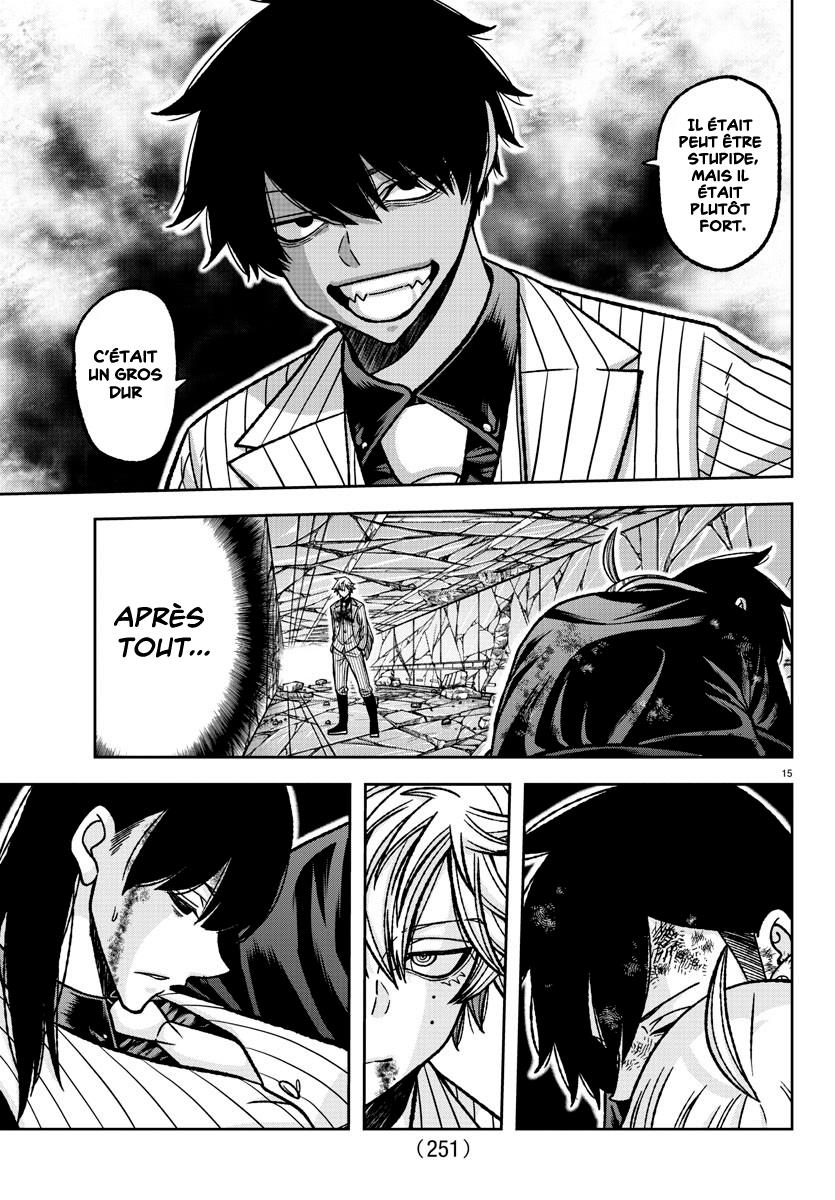 IL ÉTAIT
PEUT ÊTRE
STUPIDE,
MAIS IL
ÉTAIT
PLUTÔT
FORT.
C'ÉTAIT
UN GROS
DUR
APRÈS
TOUT...
15
(251)